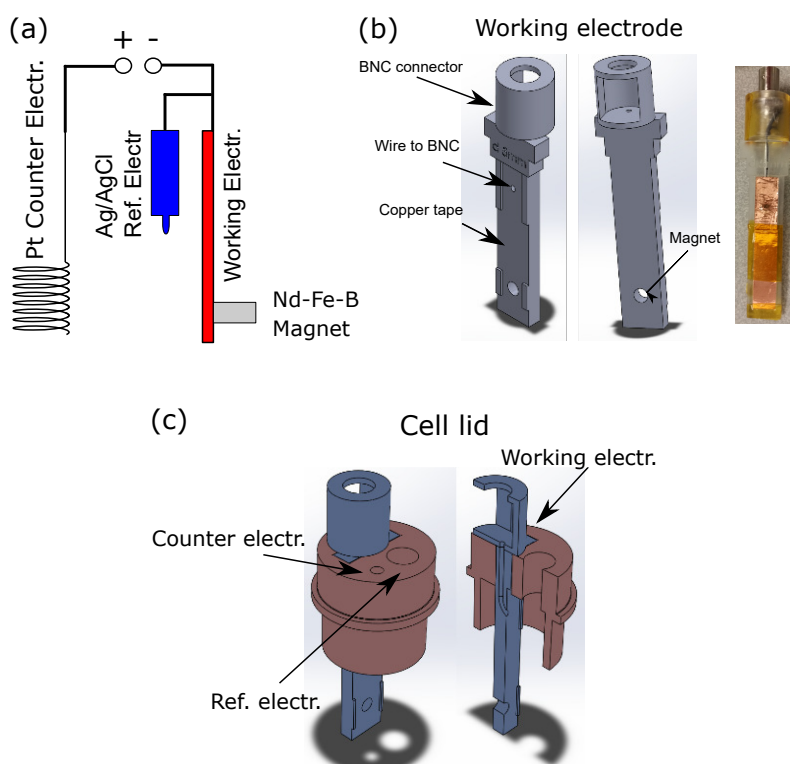 (a)
+ -
Pt Counter Electr.
Ag/AgCl
Ref. Electr
Working Electr.
Nd-Fe-B
Magnet
(b)
Working electrode
BNC connector
Wire to BNC
Copper tape
Magnet
(c)
Cell lid
Working electr.
Counter electr.
Ref. electr.